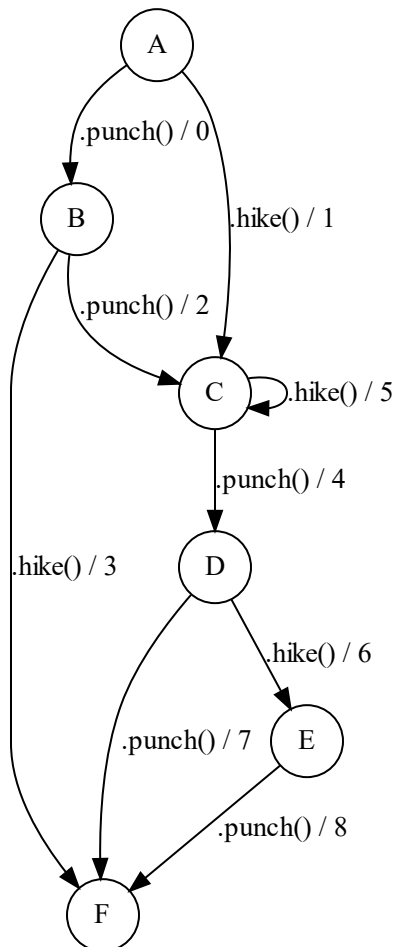 A
.punch() / 0
B
.hike() / 1
.punch() / 2
C
.hike() / 5
.punch() / 4
D
.hike() / 3
.hike() / 6
.punch() / 7
E
.punch() / 8
F